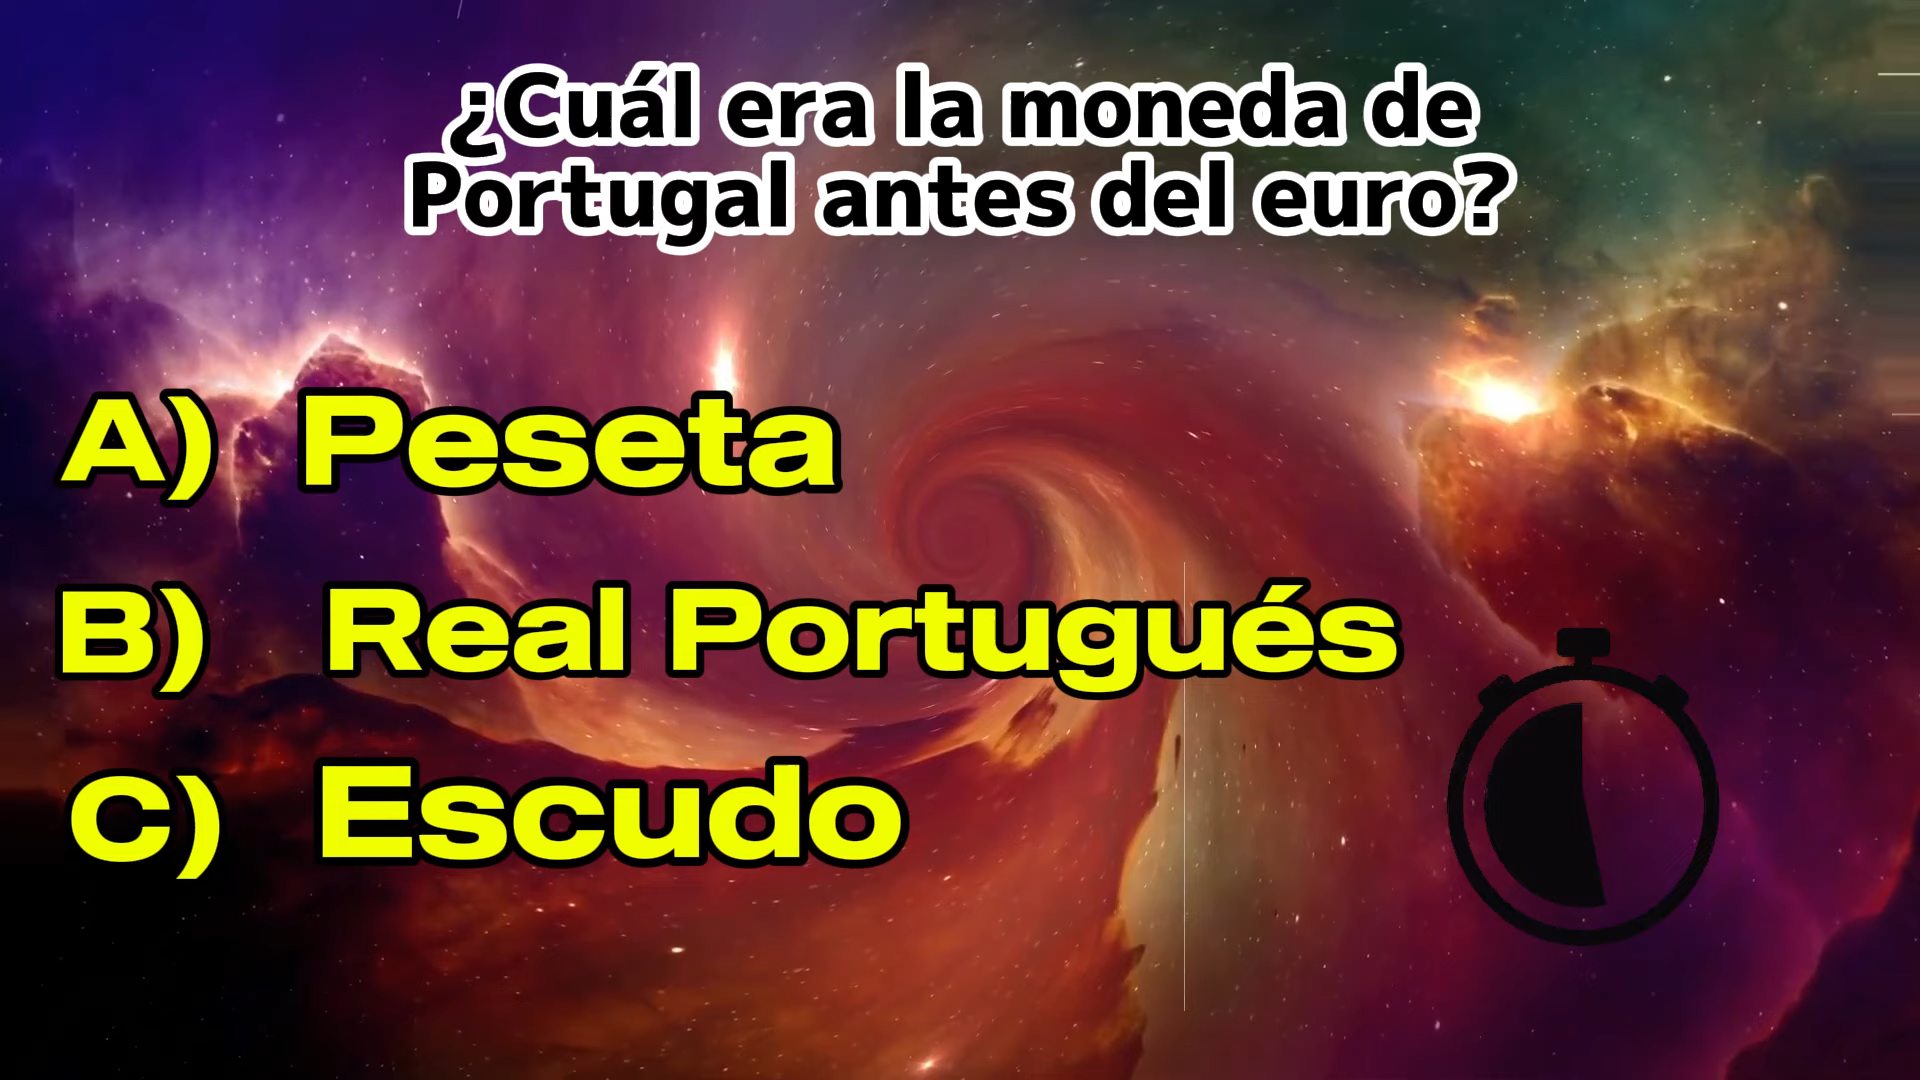 ¿Cuál era la moneda de
Portugal antes del euro?
A) Peseta
B) Real Portugués
C) Escudo